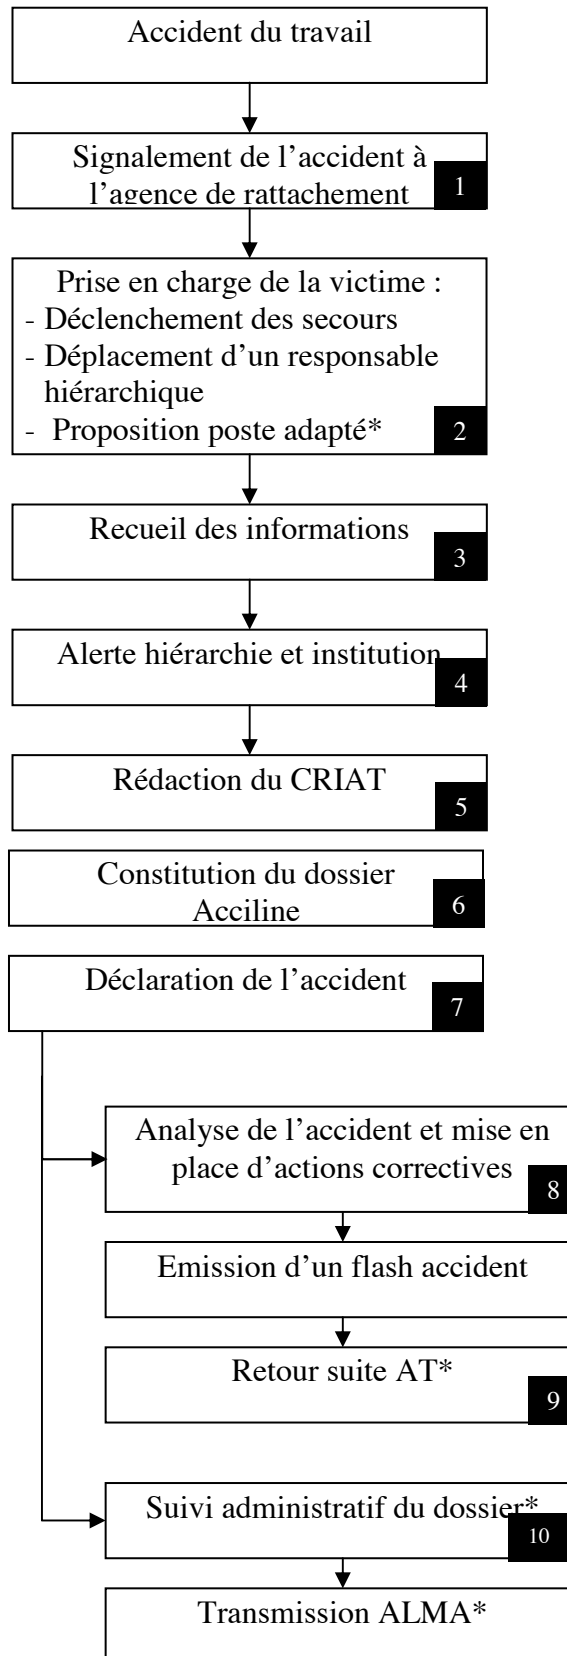 Accident du travail
Signalement de l’accident à
l’agence de rattachement
1
Prise en charge de la victime :
- Déclenchement des secours
- Déplacement d’un responsable
hiérarchique
- Proposition poste adapté*
2
Recueil des informations
3
Alerte hiérarchie et institution
4
Rédaction du CRIAT
5
Constitution du dossier
Acciline
6
Déclaration de l’accident
7
Analyse de l’accident et mise en
place d’actions correctives
8
Emission d’un flash accident
Retour suite AT*
9
Suivi administratif du dossier*
10
Transmission ALMA*